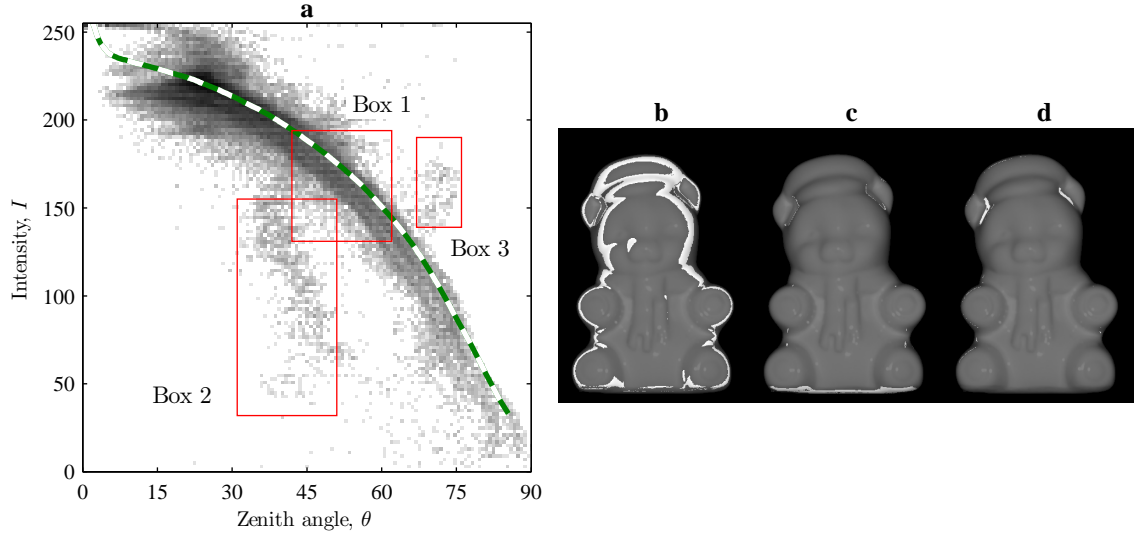 a
250
200
150
100
50
0
Intensity, I
0 15 30 45 60 75 90
Zenith angle, θ
Box 1
Box 2
Box 3
b c d